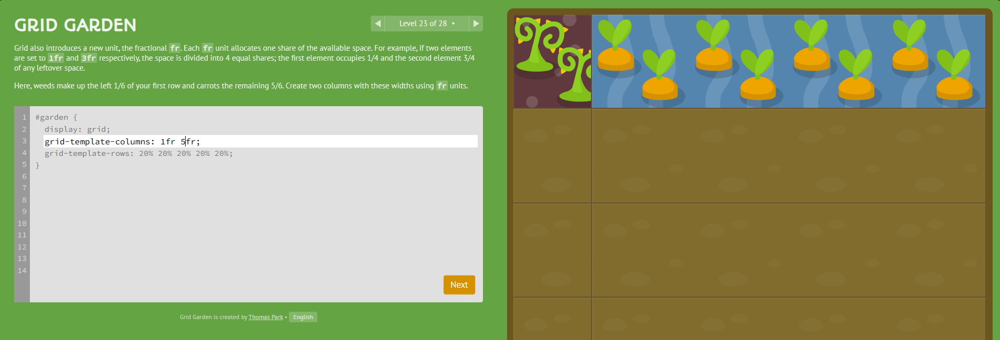 GRID GARDEN
◀ Level 23 of 28 ▾ ▶
Grid also introduces a new unit, the fractional fr. Each fr unit allocates one share of the available space. For example, if two elements
are set to 1fr and 3fr respectively, the space is divided into 4 equal shares; the first element occupies 1/4 and the second element 3/4
of any leftover space.
Here, weeds make up the left 1/6 of your first row and carrots the remaining 5/6. Create two columns with these widths using fr units.
1 #garden {
2 display: grid;
3 grid-template-columns: 1fr 5fr;
4 grid-template-rows: 20% 20% 20% 20% 20%;
5 }
6
7
8
9
10
11
12
13
14
Next
Grid Garden is created by Thomas Park • English